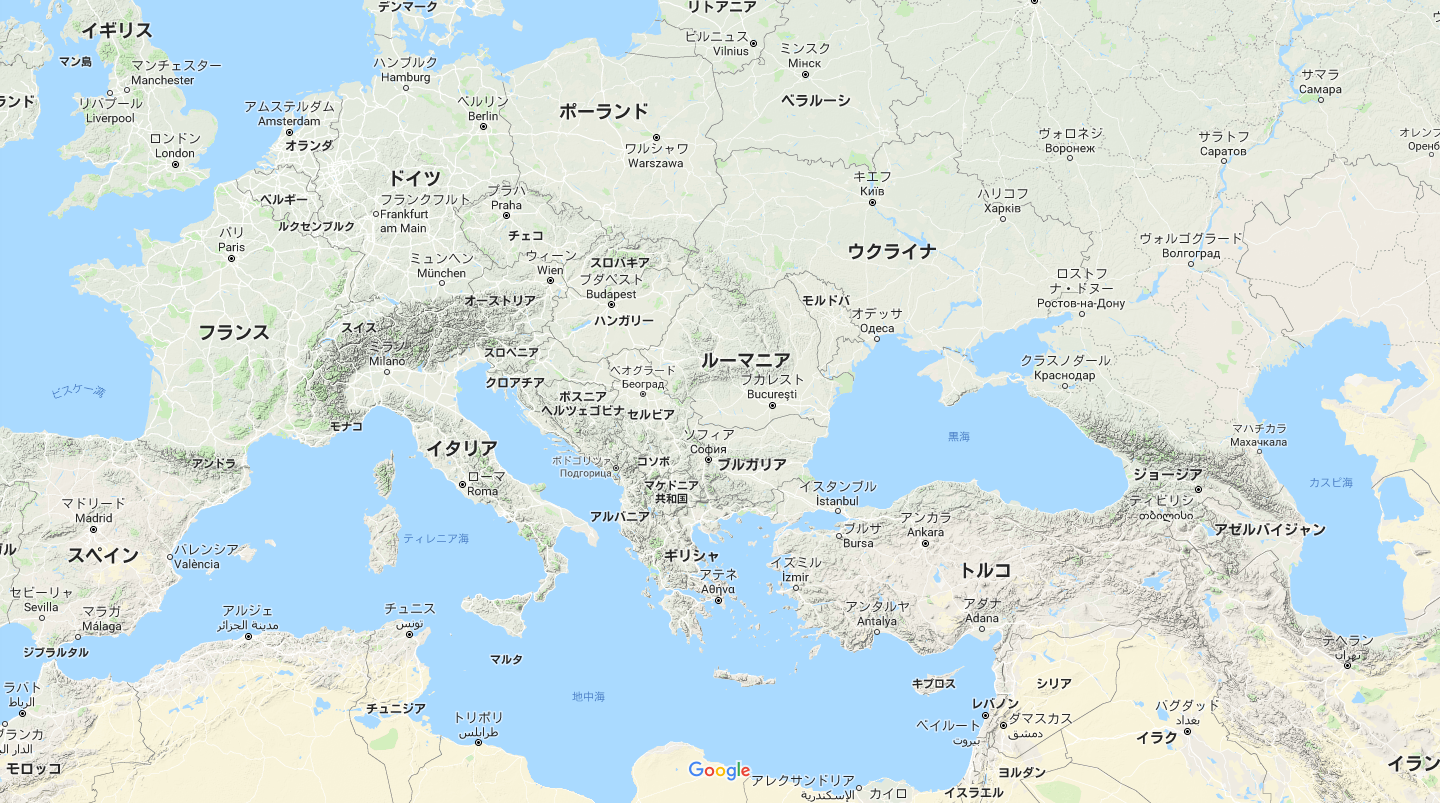 デンマーク
リトアニア
イギリス
ビルニュス
Vilnius
ミンスク
Мінск
マン島
マンチェスター
Manchester
ハンブルク
Hamburg
サマラ
Самара
ランド
リバプール
Liverpool
アムステルダム
Amsterdam
ベルリン
Berlin
ポーランド
ベラルーシ
ロンドン
London
オランダ
ワルシャワ
Warszawa
ヴォロネジ
Воронеж
サラトフ
Саратов
オレンブ
Оренб
ドイツ
キエフ
Київ
ベルギー
フランクフルト
Frankfurt
am Main
プラハ
Praha
ハリコフ
Харків
ルクセンブルク
パリ
Paris
チェコ
ウクライナ
ヴォルゴグラード
Волгоград
ミュンヘン
München
ウィーン
Wien
スロバキア
ブダペスト
Budapest
ロストフ
ナ・ドヌー
Ростов-на-Дону
オーストリア
モルドバ
オデッサ
Одеса
ハンガリー
フランス
スイス
ミラノ
Milano
スロベニア
ルーマニア
クラスノダール
Краснодар
ベオグラード
Београд
ブカレスト
București
ビスケー湾
クロアチア
ボスニア
ヘルツェゴビナ
セルビア
モナコ
イタリア
ソフィア
София
黒海
マハチカラ
Махачкала
アンドラ
ポドゴリツァ
Подгорица
コソボ
ブルガリア
ジョージア
カスピ海
ローマ
Roma
マケドニア
共和国
イスタンブル
İstanbul
ティビリシ
თბილისი
マドリード
Madrid
アルバニア
ブルサ
Bursa
アンカラ
Ankara
アゼルバイジャン
ティレニア海
ガル
スペイン
バレンシア
València
ギリシャ
イズミル
İzmir
トルコ
アテネ
Αθήνα
セビーリャ
Sevilla
マラガ
Málaga
アルジェ
مدينة الجزائر
チュニス
تونس
アンタルヤ
Antalya
アダナ
Adana
ジブラルタル
マルタ
テヘラン
تهران
ラバト
الرباط
地中海
キプロス
シリア
チュニジア
トリポリ
طرابلس
レバノン
ベイルート
بيروت
ダマスカス
دمشق
バグダッド
بغداد
ブランカ
الدار الب
イラク
モロッコ
Google
アレクサンドリア
الإسكندرية
ヨルダン
イラン
カイロ
イスラエル